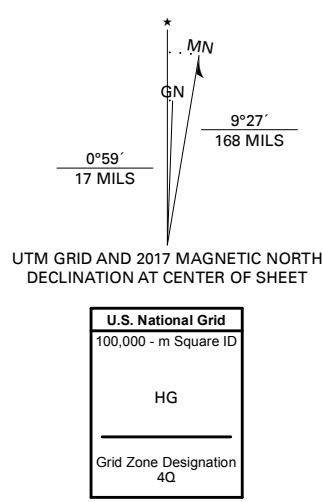 ★
MN
GN
9°27´
168 MILS
0°59´
17 MILS
UTM GRID AND 2017 MAGNETIC NORTH
DECLINATION AT CENTER OF SHEET
U.S. National Grid
100,000 - m Square ID
HG
Grid Zone Designation
4Q